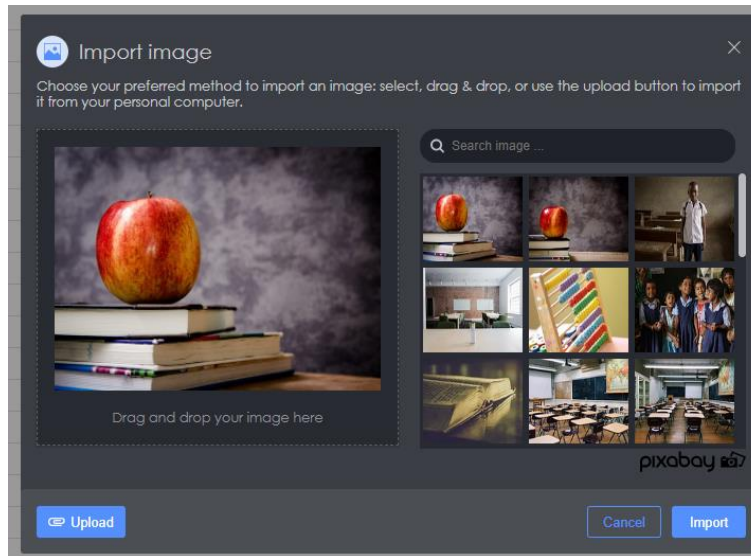 Import image
Choose your preferred method to import an image: select, drag & drop, or use the upload button to import
it from your personal computer.
Search image ...
Drag and drop your image here
pixabay
Upload
Cancel
Import